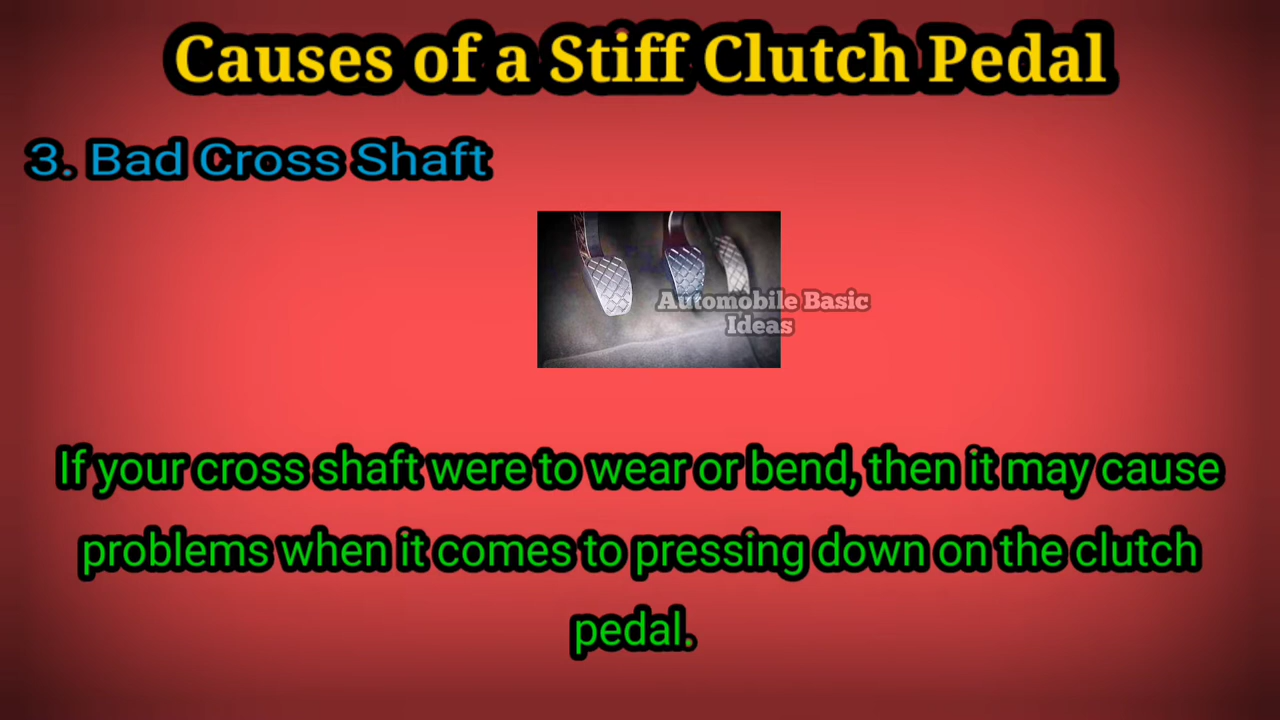 Causes of a Stiff Clutch Pedal
3. Bad Cross Shaft
Automobile Basic
Ideas
If your cross shaft were to wear or bend, then it may cause
problems when it comes to pressing down on the clutch
pedal.